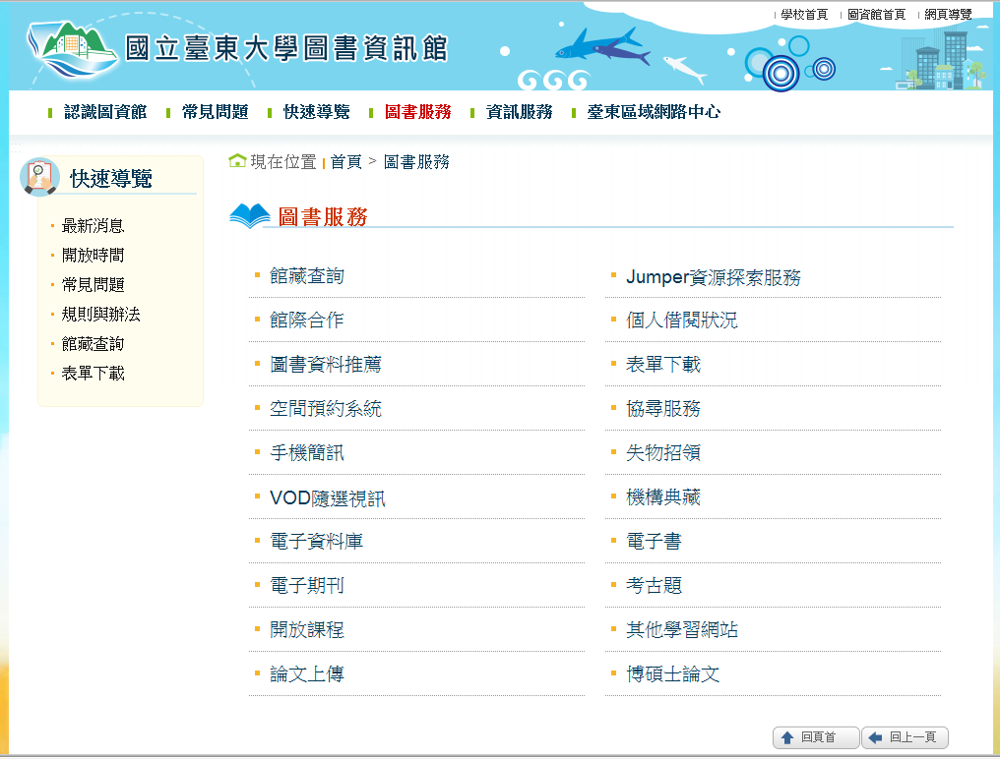 學校首頁 圖資館首頁 網頁導覽
國立臺東大學圖書資訊館
認識圖資館 常見問題 快速導覽 圖書服務 資訊服務 臺東區域網路中心
快速導覽
最新消息
開放時間
常見問題
規則與辦法
館藏查詢
表單下載
現在位置 首頁 > 圖書服務
圖書服務
館藏查詢 Jumper資源探索服務
館際合作 個人借閱狀況
圖書資料推薦 表單下載
空間預約系統 協尋服務
手機簡訊 失物招領
VOD隨選視訊 機構典藏
電子資料庫 電子書
電子期刊 考古題
開放課程 其他學習網站
論文上傳 博碩士論文
回頁首 回上一頁